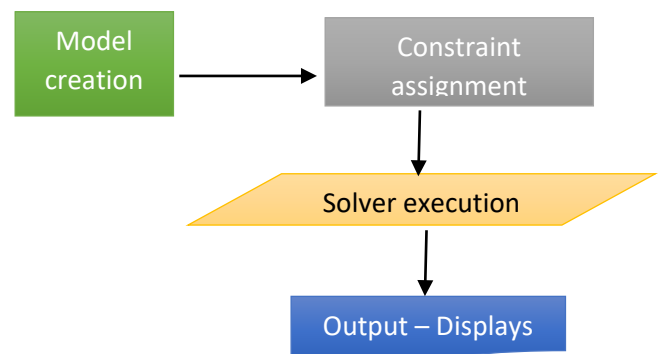 Model
creation
Constraint
assignment
Solver execution
Output – Displays